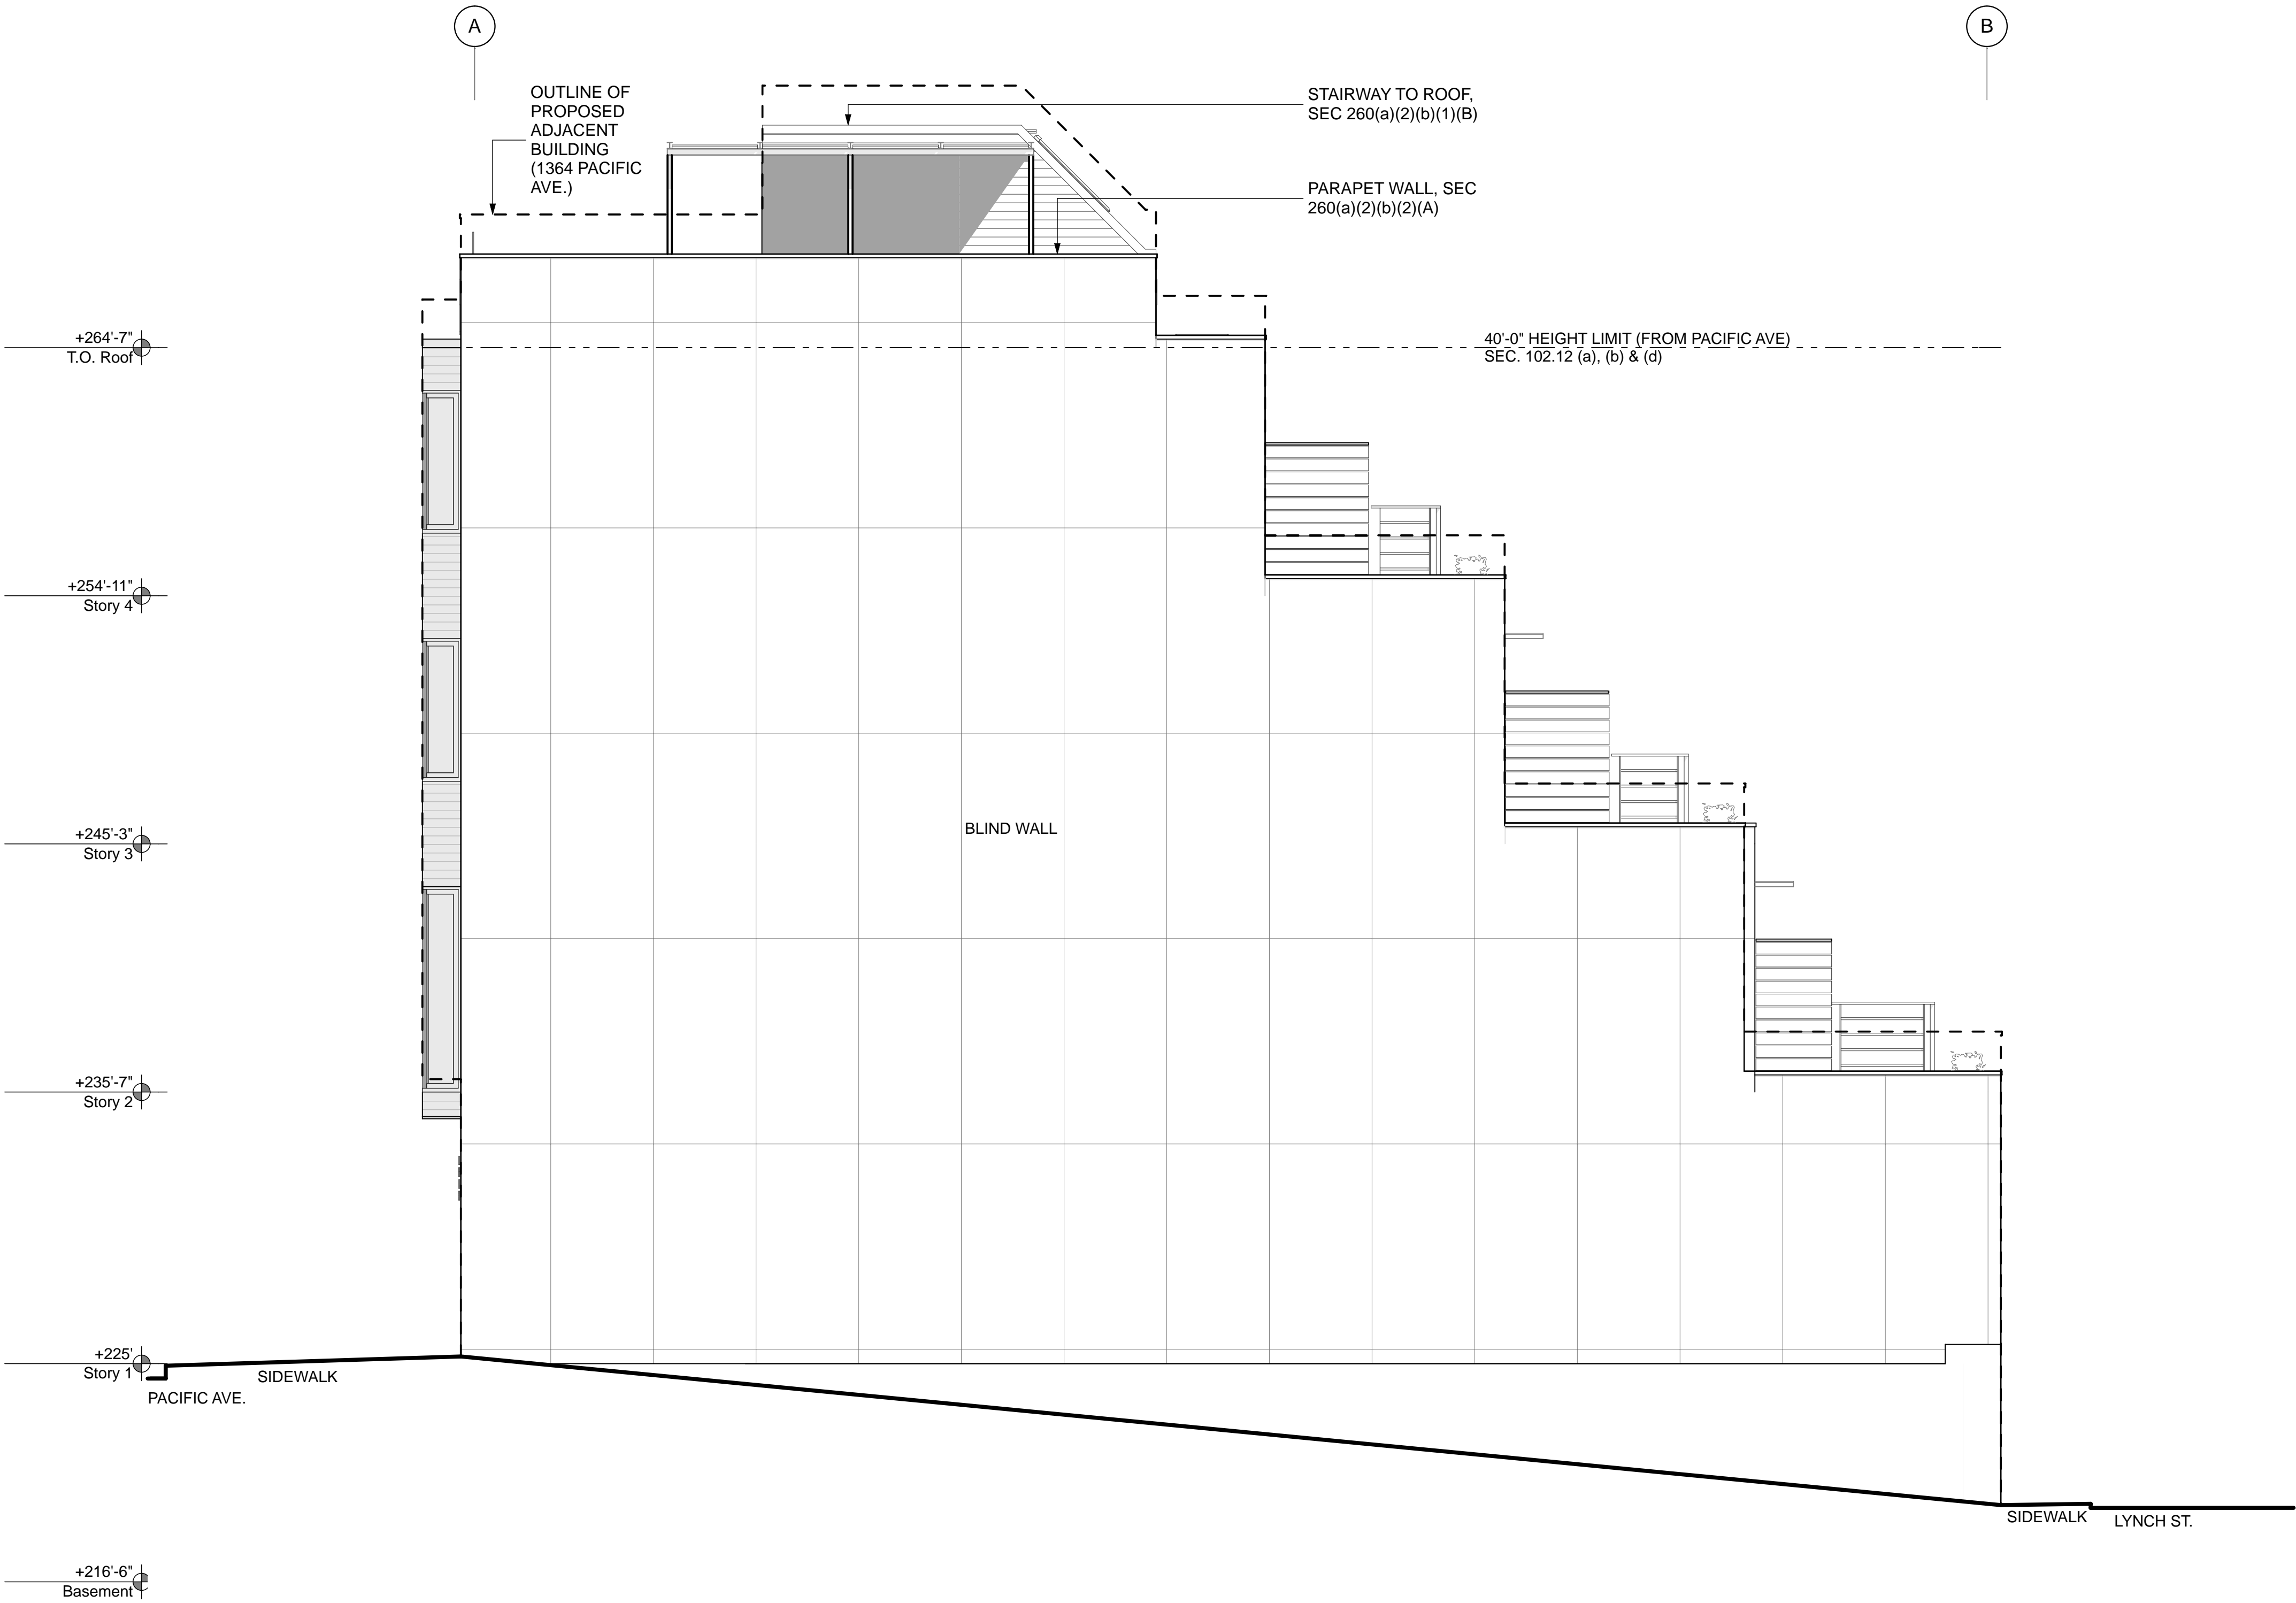 A
B
OUTLINE OF
PROPOSED
ADJACENT
BUILDING
(1364 PACIFIC
AVE.)
STAIRWAY TO ROOF,
SEC 260(a)(2)(b)(1)(B)
PARAPET WALL, SEC
260(a)(2)(b)(2)(A)
+264'-7"
T.O. Roof
40'-0" HEIGHT LIMIT (FROM PACIFIC AVE)
SEC. 102.12 (a), (b) & (d)
+254'-11"
Story 4
+245'-3"
Story 3
BLIND WALL
+235'-7"
Story 2
+225'
Story 1
SIDEWALK
PACIFIC AVE.
SIDEWALK
LYNCH ST.
+216'-6"
Basement